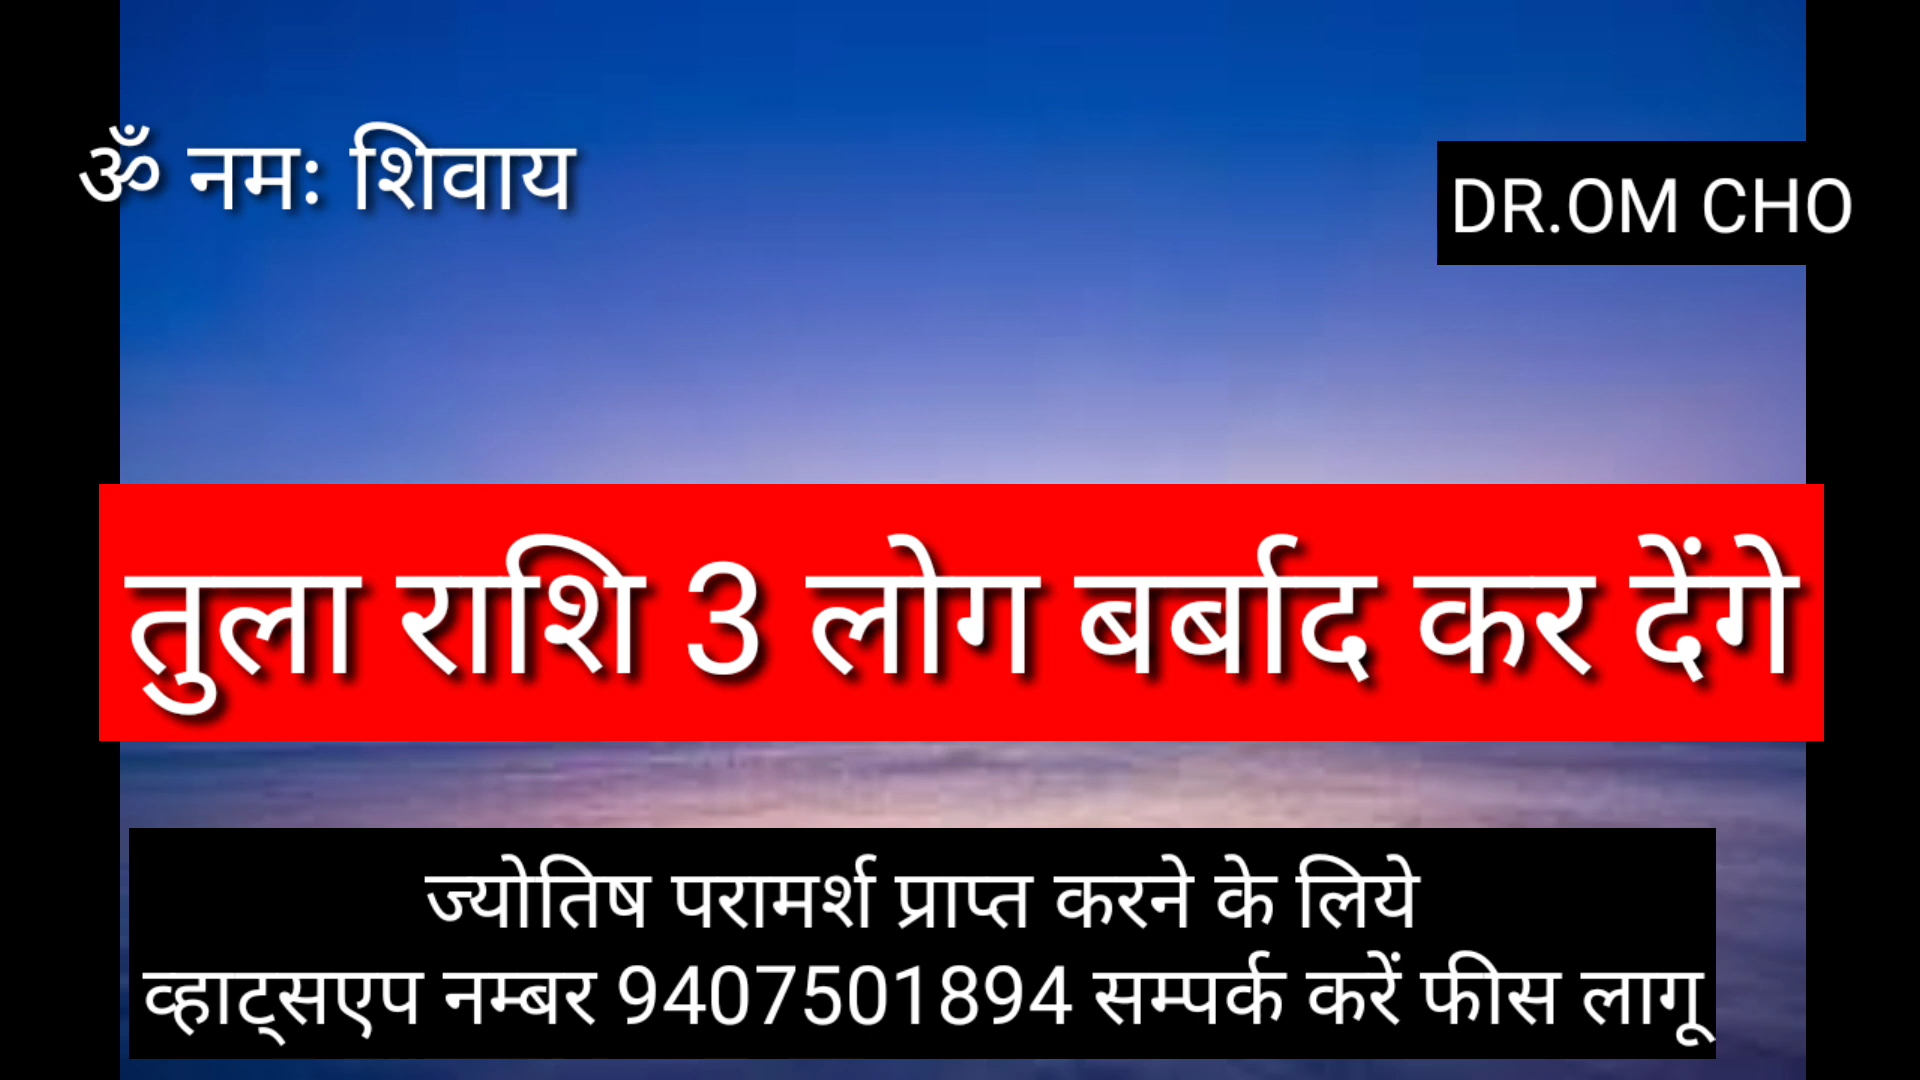 ॐ नमः शिवाय
DR.OM CHO
तुला राशि 3 लोग बर्बाद कर देंगे
ज्योतिष परामर्श प्राप्त करने के लिये
व्हाट्सएप नम्बर 9407501894 सम्पर्क करें फीस लागू